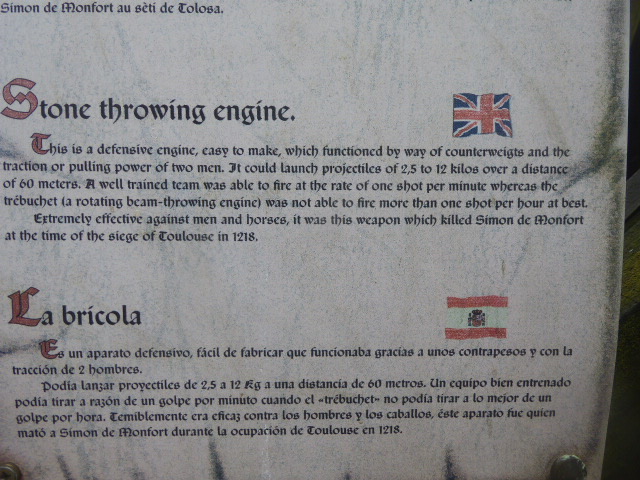 Simon de Monfort au sèti de Tolosa.
Stone throwing engine.
This is a defensive engine, easy to make, which functioned by way of counterweigts and the
traction or pulling power of two men. It could launch projectiles of 2,5 to 12 kilos over a distance
of 60 meters. A well trained team was able to fire at the rate of one shot per minute whereas the
trébuchet (a rotating beam-throwing engine) was not able to fire more than one shot per hour at best.
Extremely effective against men and horses, it was this weapon which killed Simon de Monfort
at the time of the siege of Toulouse in 1218.
La brícola
Es un aparato defensivo, fácil de fabricar que funcionaba gracias a unos contrapesos y con la
tracción de 2 hombres.
Podía lanzar proyectiles de 2,5 a 12 Kg a una distancia de 60 metros. Un equipo bien entrenado
podía tirar a razón de un golpe por minuto cuando el «trébuchet» no podía tirar a lo mejor de un
golpe por hora. Temiblemente era eficaz contra los hombres y los caballos, éste aparato fue quien
mató a Simon de Monfort durante la ocupación de Toulouse en 1218.